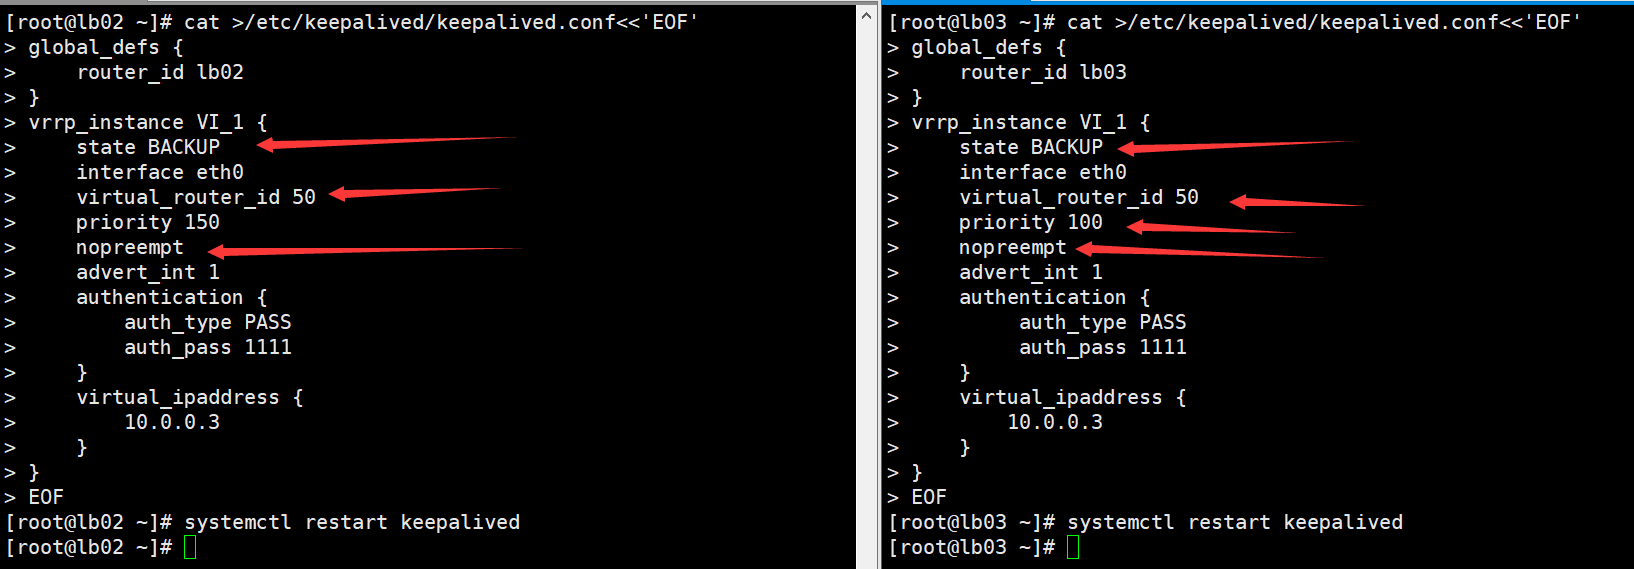 [root@lb02 ~]# cat >/etc/keepalived/keepalived.conf<<'EOF'
> global_defs {
>     router_id lb02
> }
> vrrp_instance VI_1 {
>     state BACKUP
>     interface eth0
>     virtual_router_id 50
>     priority 150
>     nopreempt
>     advert_int 1
>     authentication {
>         auth_type PASS
>         auth_pass 1111
>     }
>     virtual_ipaddress {
>         10.0.0.3
>     }
> }
> EOF
[root@lb02 ~]# systemctl restart keepalived
[root@lb02 ~]#
[root@lb03 ~]# cat >/etc/keepalived/keepalived.conf<<'EOF'
> global_defs {
>     router_id lb03
> }
> vrrp_instance VI_1 {
>     state BACKUP
>     interface eth0
>     virtual_router_id 50
>     priority 100
>     nopreempt
>     advert_int 1
>     authentication {
>          auth_type PASS
>          auth_pass 1111
>     }
>     virtual_ipaddress {
>         10.0.0.3
>     }
> }
> EOF
[root@lb03 ~]# systemctl restart keepalived
[root@lb03 ~]#